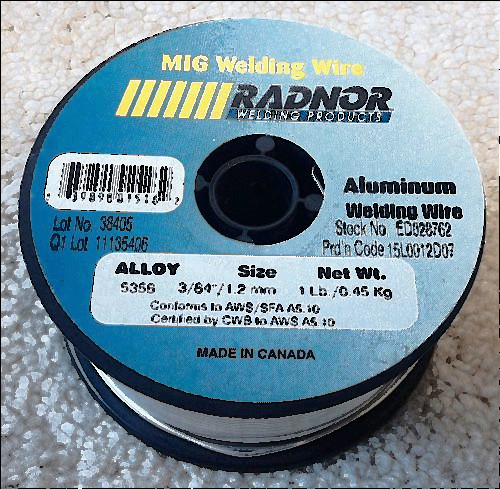 MIG Welding Wire
RADNOR
WELDING PRODUCTS
Aluminum
Welding Wire
Lot No 38405
Q1 Lot 11135406
Stock No ED928762
Prd'n Code 15L0012D07
ALLOY Size Net Wt.
5356 3/64"/1.2 mm 1 Lb./0.45 Kg
Conforms to AWS/SFA A5.10
Certified by CWB to AWS A5.10
MADE IN CANADA